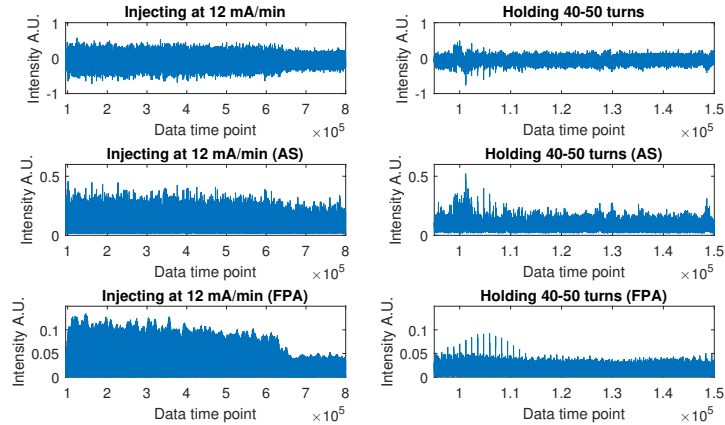 Injecting at 12 mA/min
Intensity A.U.
1
0
-1
1 2 3 4 5 6 7 8
Data time point
×10^5
Holding 40-50 turns
Intensity A.U.
1
0
-1
1 1.1 1.2 1.3 1.4 1.5
Data time point
×10^5
Injecting at 12 mA/min (AS)
Intensity A.U.
0.5
0
1 2 3 4 5 6 7 8
Data time point
×10^5
Holding 40-50 turns (AS)
Intensity A.U.
0.5
0
1 1.1 1.2 1.3 1.4 1.5
Data time point
×10^5
Injecting at 12 mA/min (FPA)
Intensity A.U.
0.1
0.05
0
1 2 3 4 5 6 7 8
Data time point
×10^5
Holding 40-50 turns (FPA)
Intensity A.U.
0.1
0.05
0
1 1.1 1.2 1.3 1.4 1.5
Data time point
×10^5